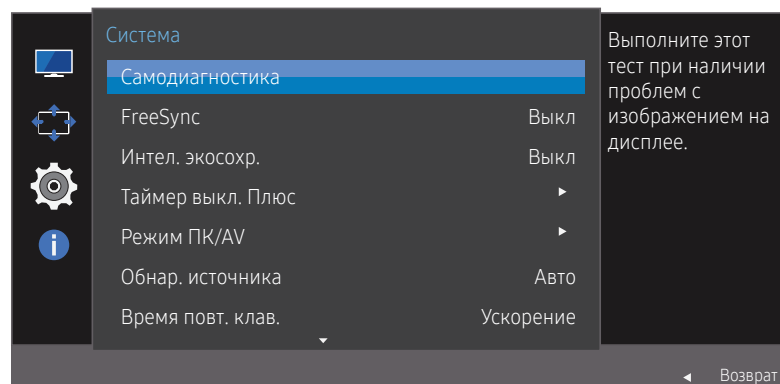 Система
Самодиагностика
FreeSync Выкл
Интел. экосохр. Выкл
Таймер выкл. Плюс
Режим ПК/AV
Обнар. источника Авто
Время повт. клав. Ускорение
Выполните этот
тест при наличии
проблем с
изображением на
дисплее.
Возврат